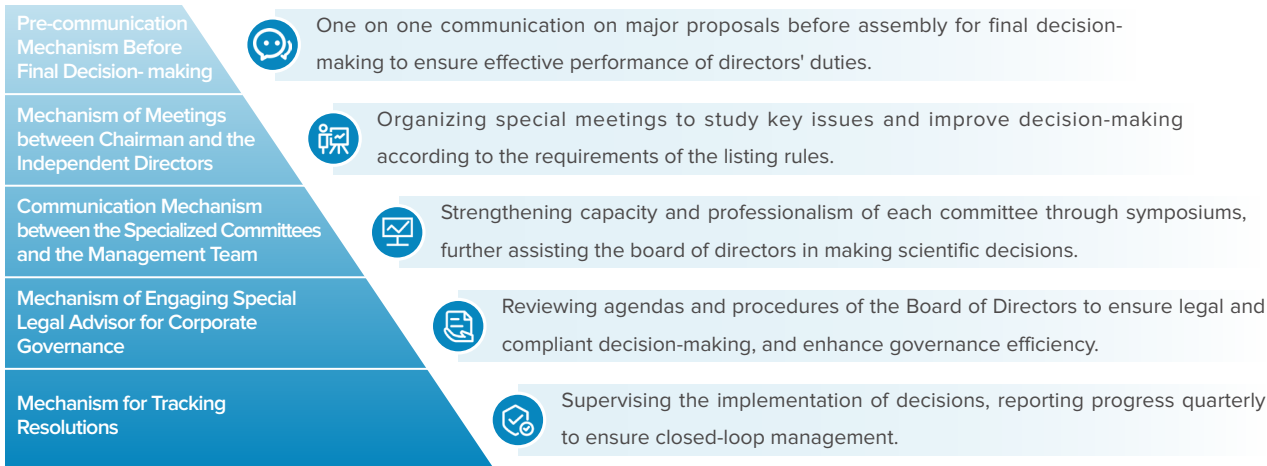 Pre-communication
Mechanism Before
Final Decision- making
One on one communication on major proposals before assembly for final decision-
making to ensure effective performance of directors' duties.
Mechanism of Meetings
between Chairman and the
Independent Directors
Organizing special meetings to study key issues and improve decision-making
according to the requirements of the listing rules.
Communication Mechanism
between the Specialized Committees
and the Management Team
Strengthening capacity and professionalism of each committee through symposiums,
further assisting the board of directors in making scientific decisions.
Mechanism of Engaging Special
Legal Advisor for Corporate
Governance
Reviewing agendas and procedures of the Board of Directors to ensure legal and
compliant decision-making, and enhance governance efficiency.
Mechanism for Tracking
Resolutions
Supervising the implementation of decisions, reporting progress quarterly
to ensure closed-loop management.